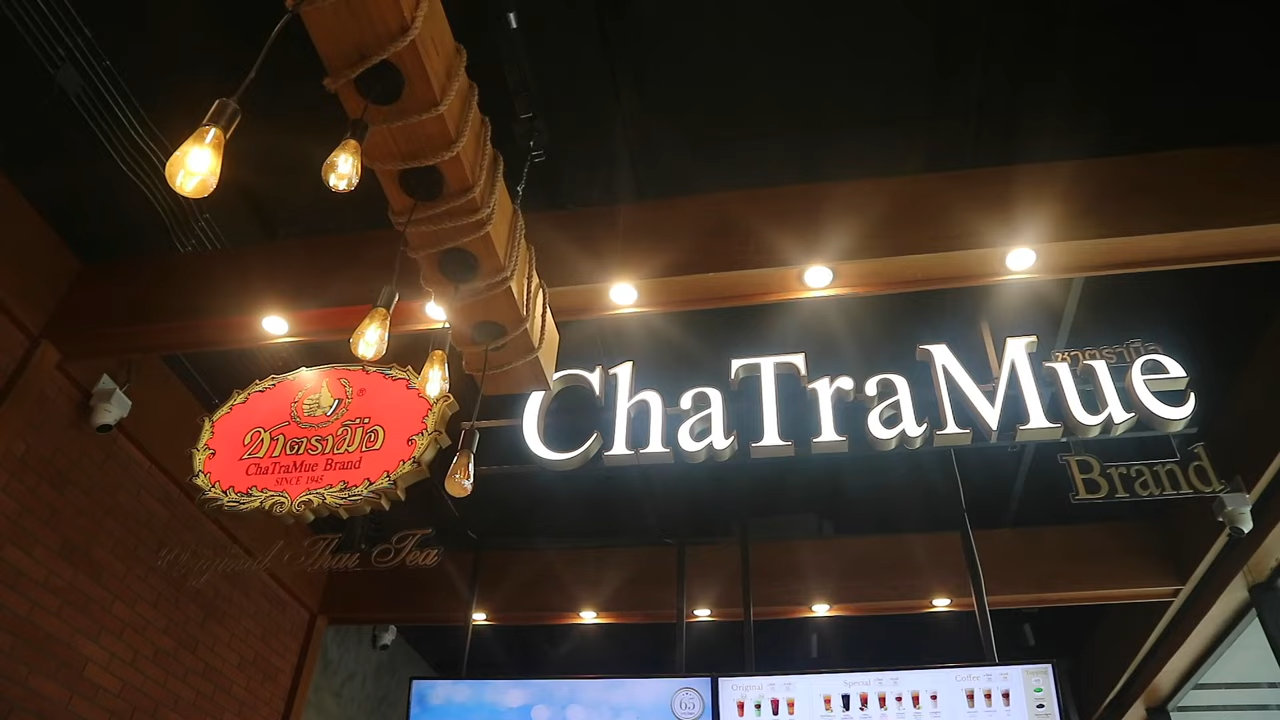 ชาตรามือ
ChaTraMue Brand
SINCE 1945
ชาตรามือ
ChaTraMue
Brand
Original Thai Tea
65
Original
Special
Coffee